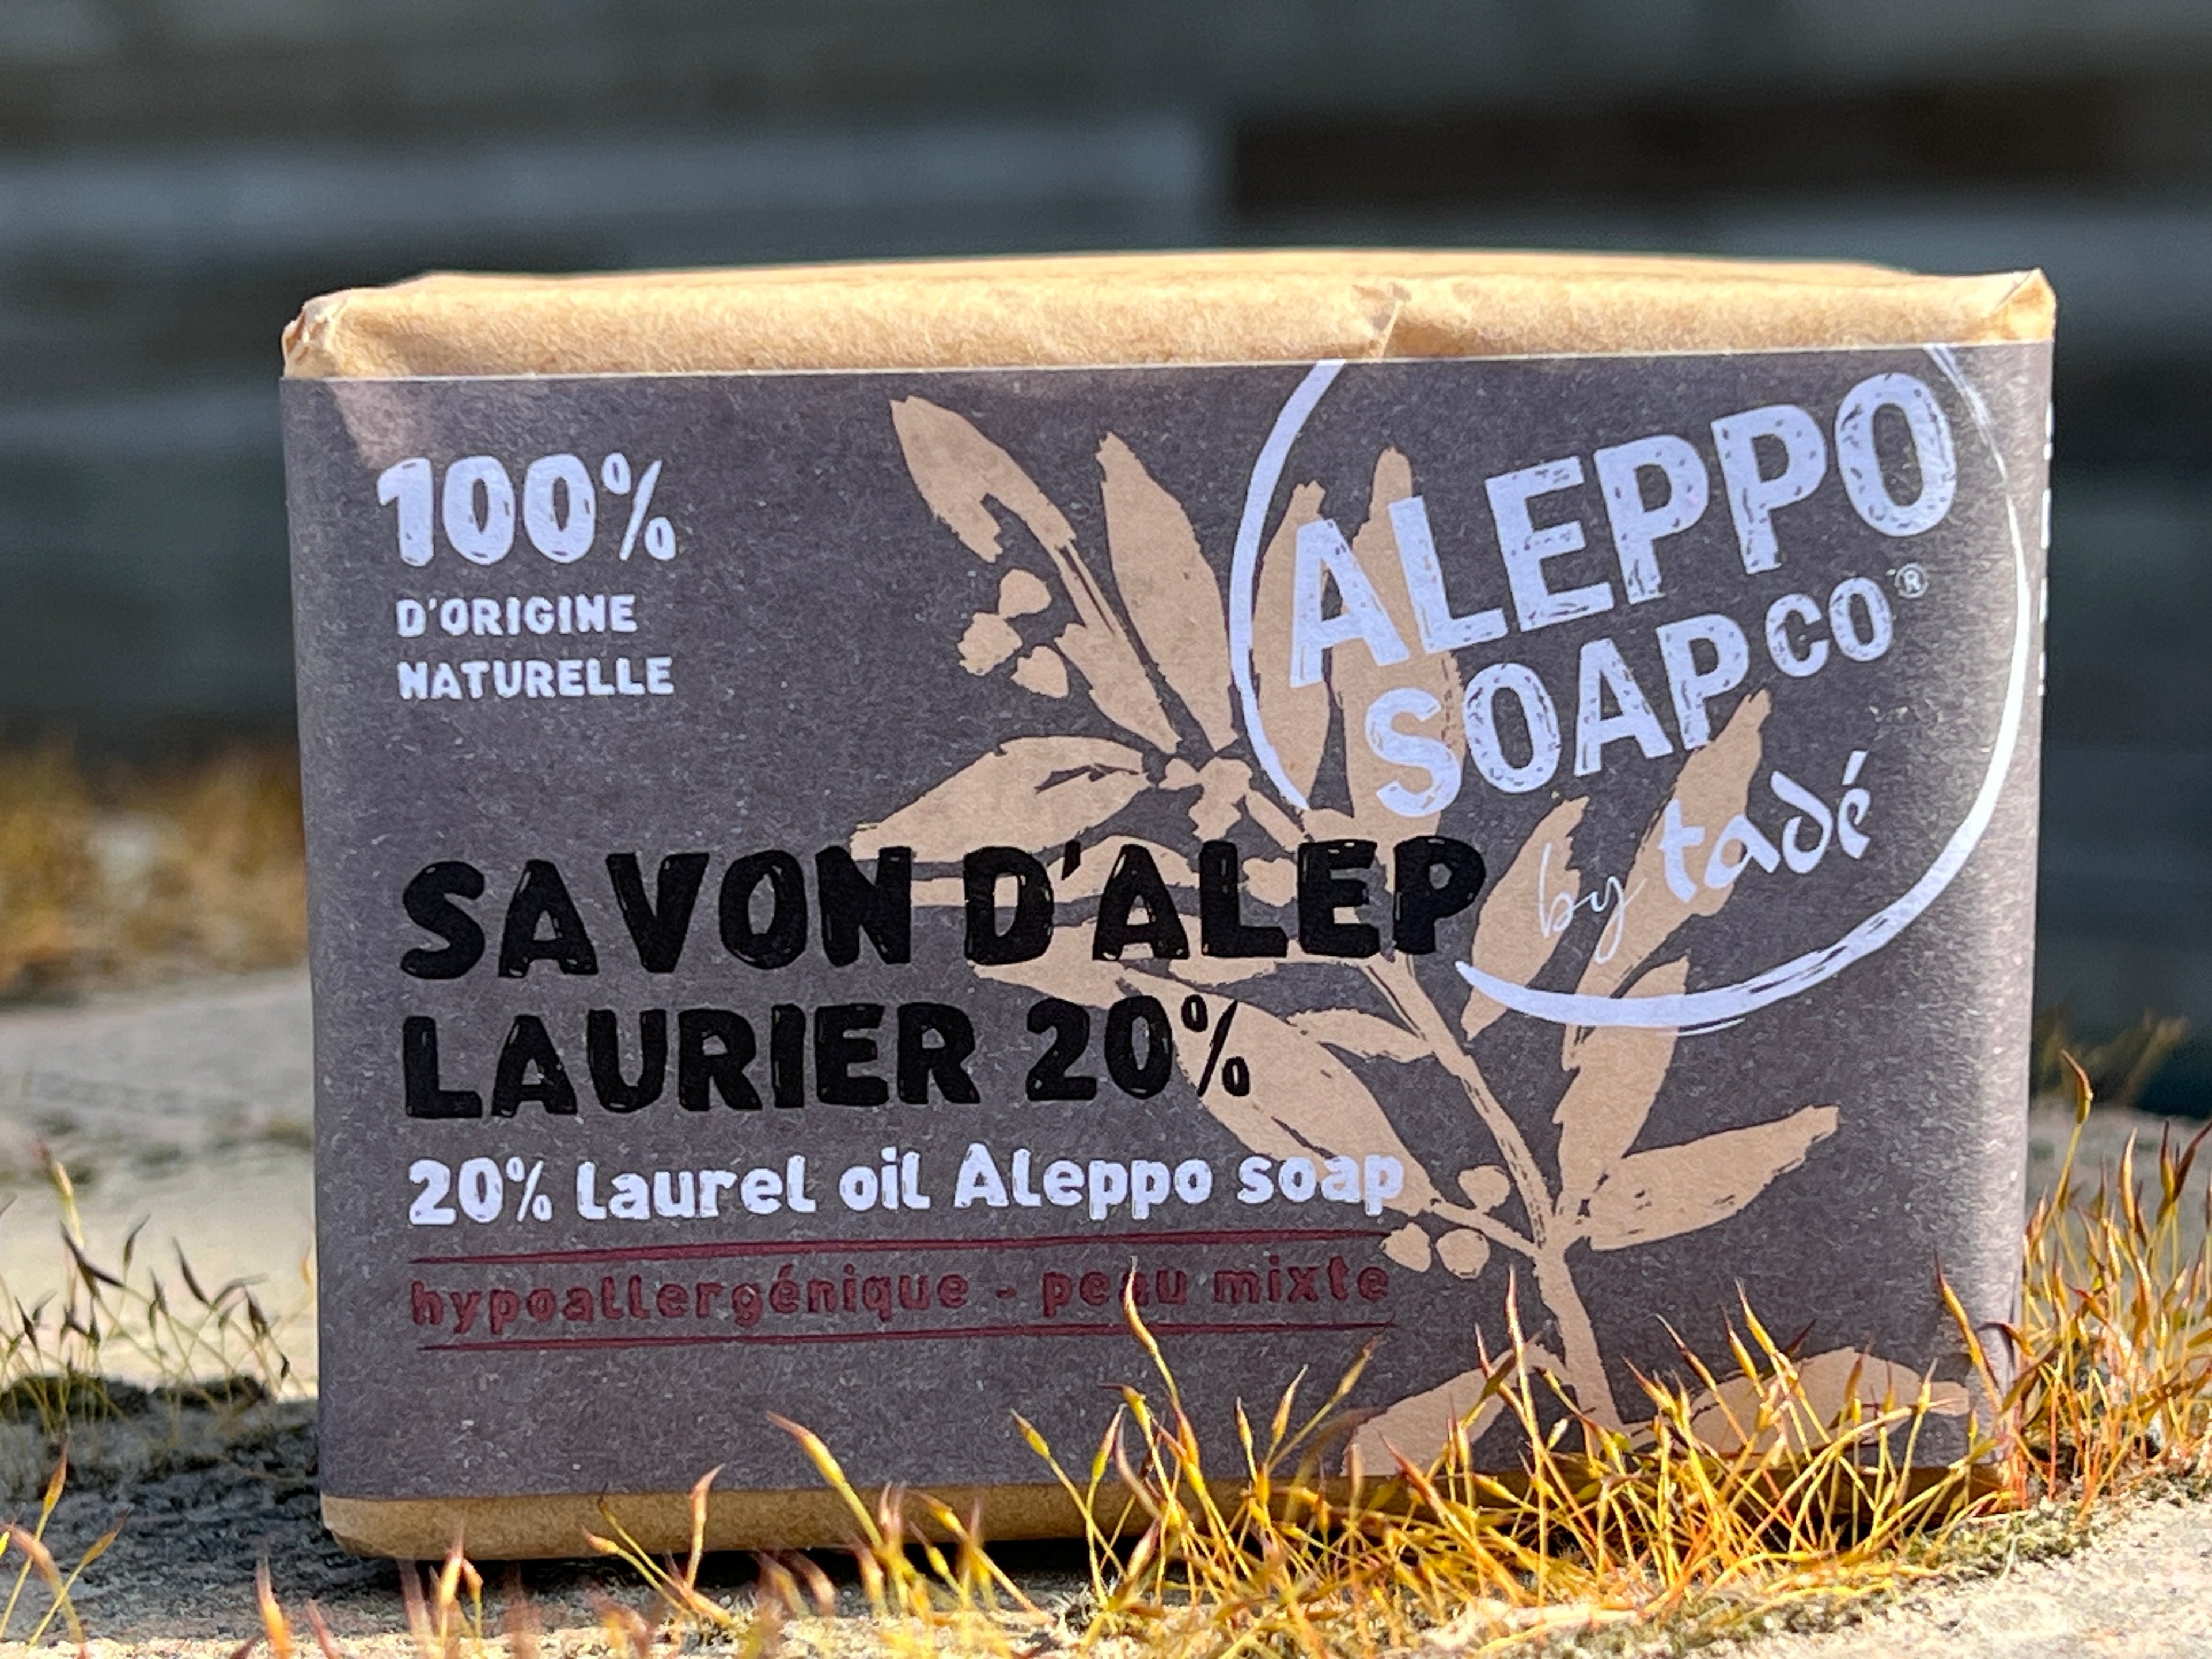 100%
D'ORIGINE
NATURELLE
ALEPPO
SOAP CO®
by tadé
SAVON D'ALEP
LAURIER 20%
20% laurel oil Aleppo soap
hypoallergénique - peau mixte